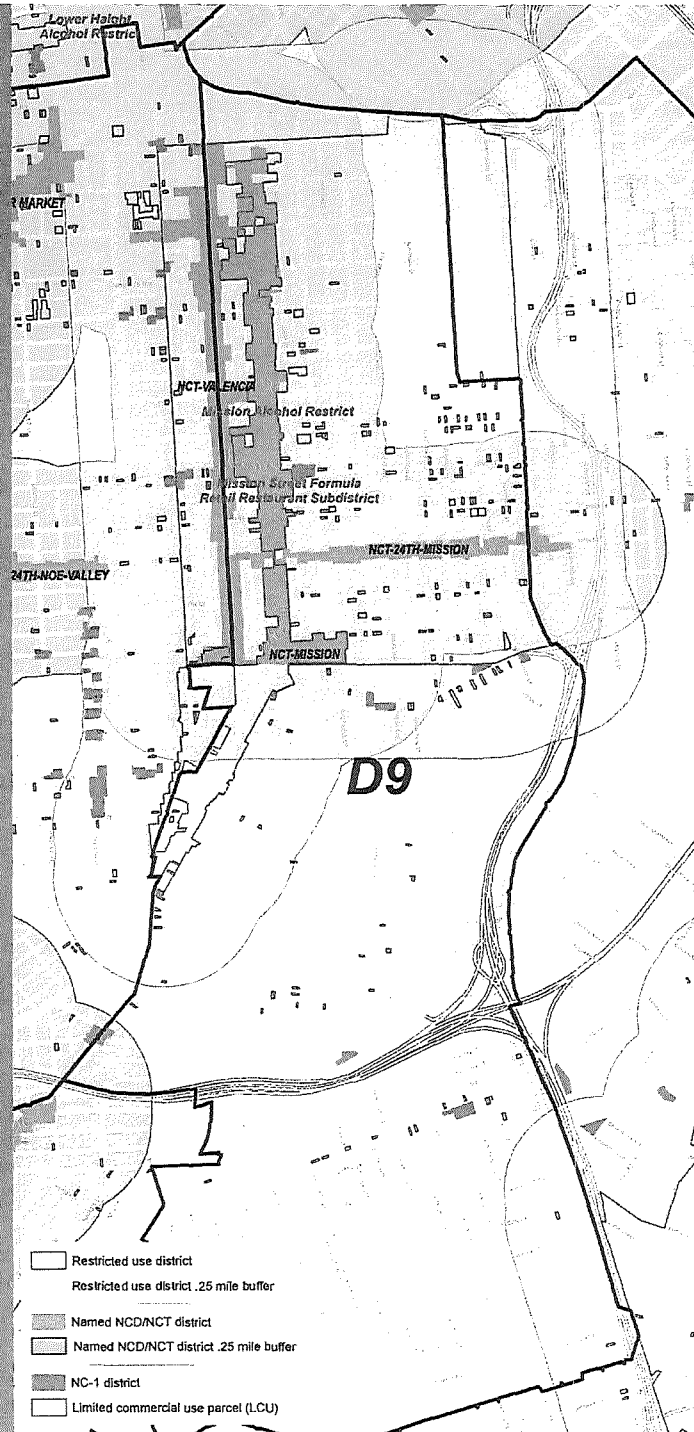 Lower Haight
Alcohol Restric
R MARKET
NCT-VALENCIA
Mission Alcohol Restrict
Mission Street Formula
Retail Restaurant Subdistrict
NCT-24TH-MISSION
24TH-NOE-VALLEY
NCT-MISSION
D9
Restricted use district
Restricted use district .25 mile buffer
Named NCD/NCT district
Named NCD/NCT district .25 mile buffer
NC-1 district
Limited commercial use parcel (LCU)